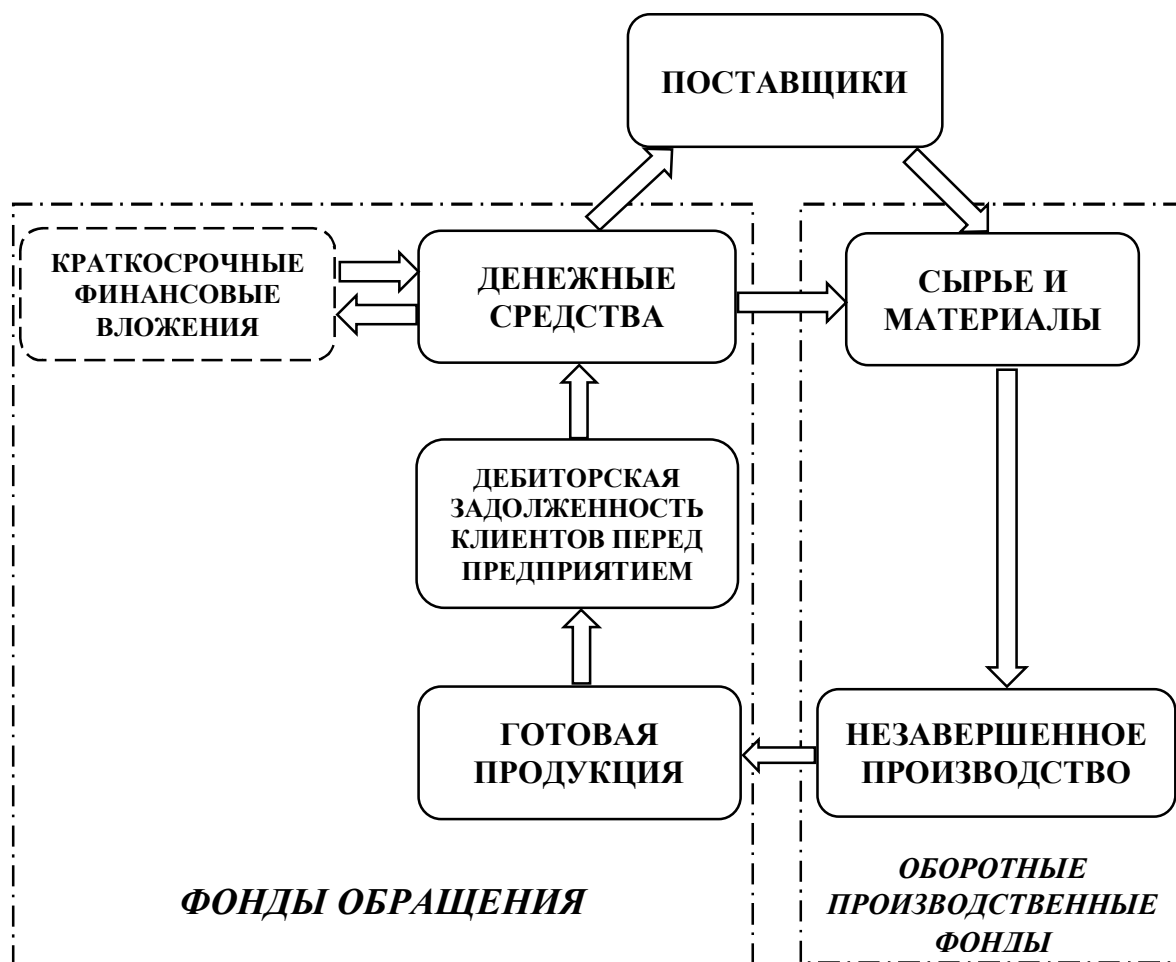 ПОСТАВЩИКИ
КРАТКОСРОЧНЫЕ
ФИНАНСОВЫЕ
ВЛОЖЕНИЯ
ДЕНЕЖНЫЕ
СРЕДСТВА
СЫРЬЕ И
МАТЕРИАЛЫ
ДЕБИТОРСКАЯ
ЗАДОЛЖЕННОСТЬ
КЛИЕНТОВ ПЕРЕД
ПРЕДПРИЯТИЕМ
ГОТОВАЯ
ПРОДУКЦИЯ
НЕЗАВЕРШЕННОЕ
ПРОИЗВОДСТВО
ФОНДЫ ОБРАЩЕНИЯ
ОБОРОТНЫЕ
ПРОИЗВОДСТВЕННЫЕ
ФОНДЫ